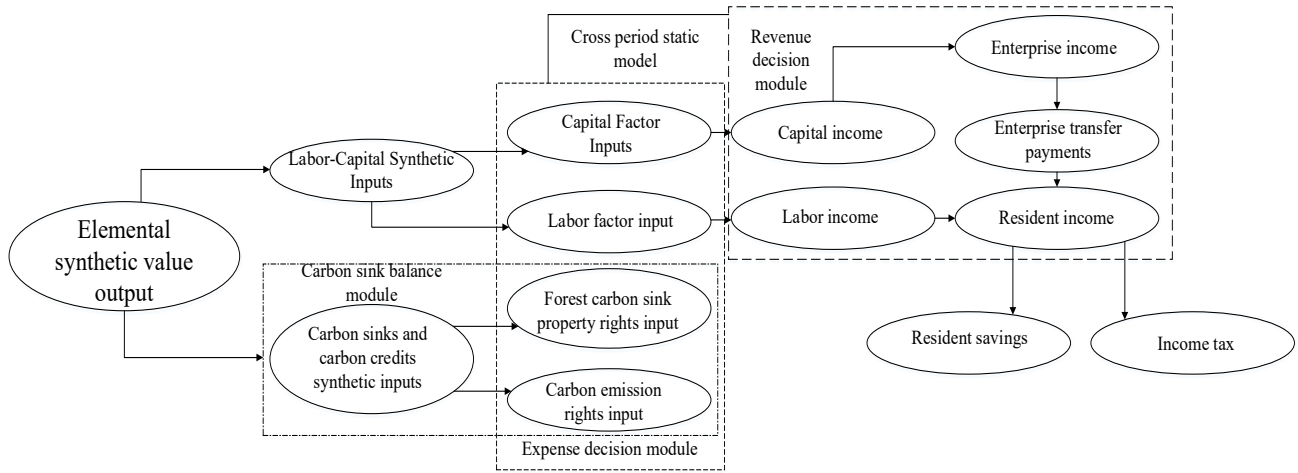 Cross period static
model
Revenue
decision
module
Enterprise income
Capital Factor
Inputs
Capital income
Enterprise transfer
payments
Labor-Capital Synthetic
Inputs
Labor factor input
Labor income
Resident income
Elemental
synthetic value
output
Carbon sink balance
module
Forest carbon sink
property rights input
Carbon sinks and
carbon credits
synthetic inputs
Resident savings
Income tax
Carbon emission
rights input
Expense decision module